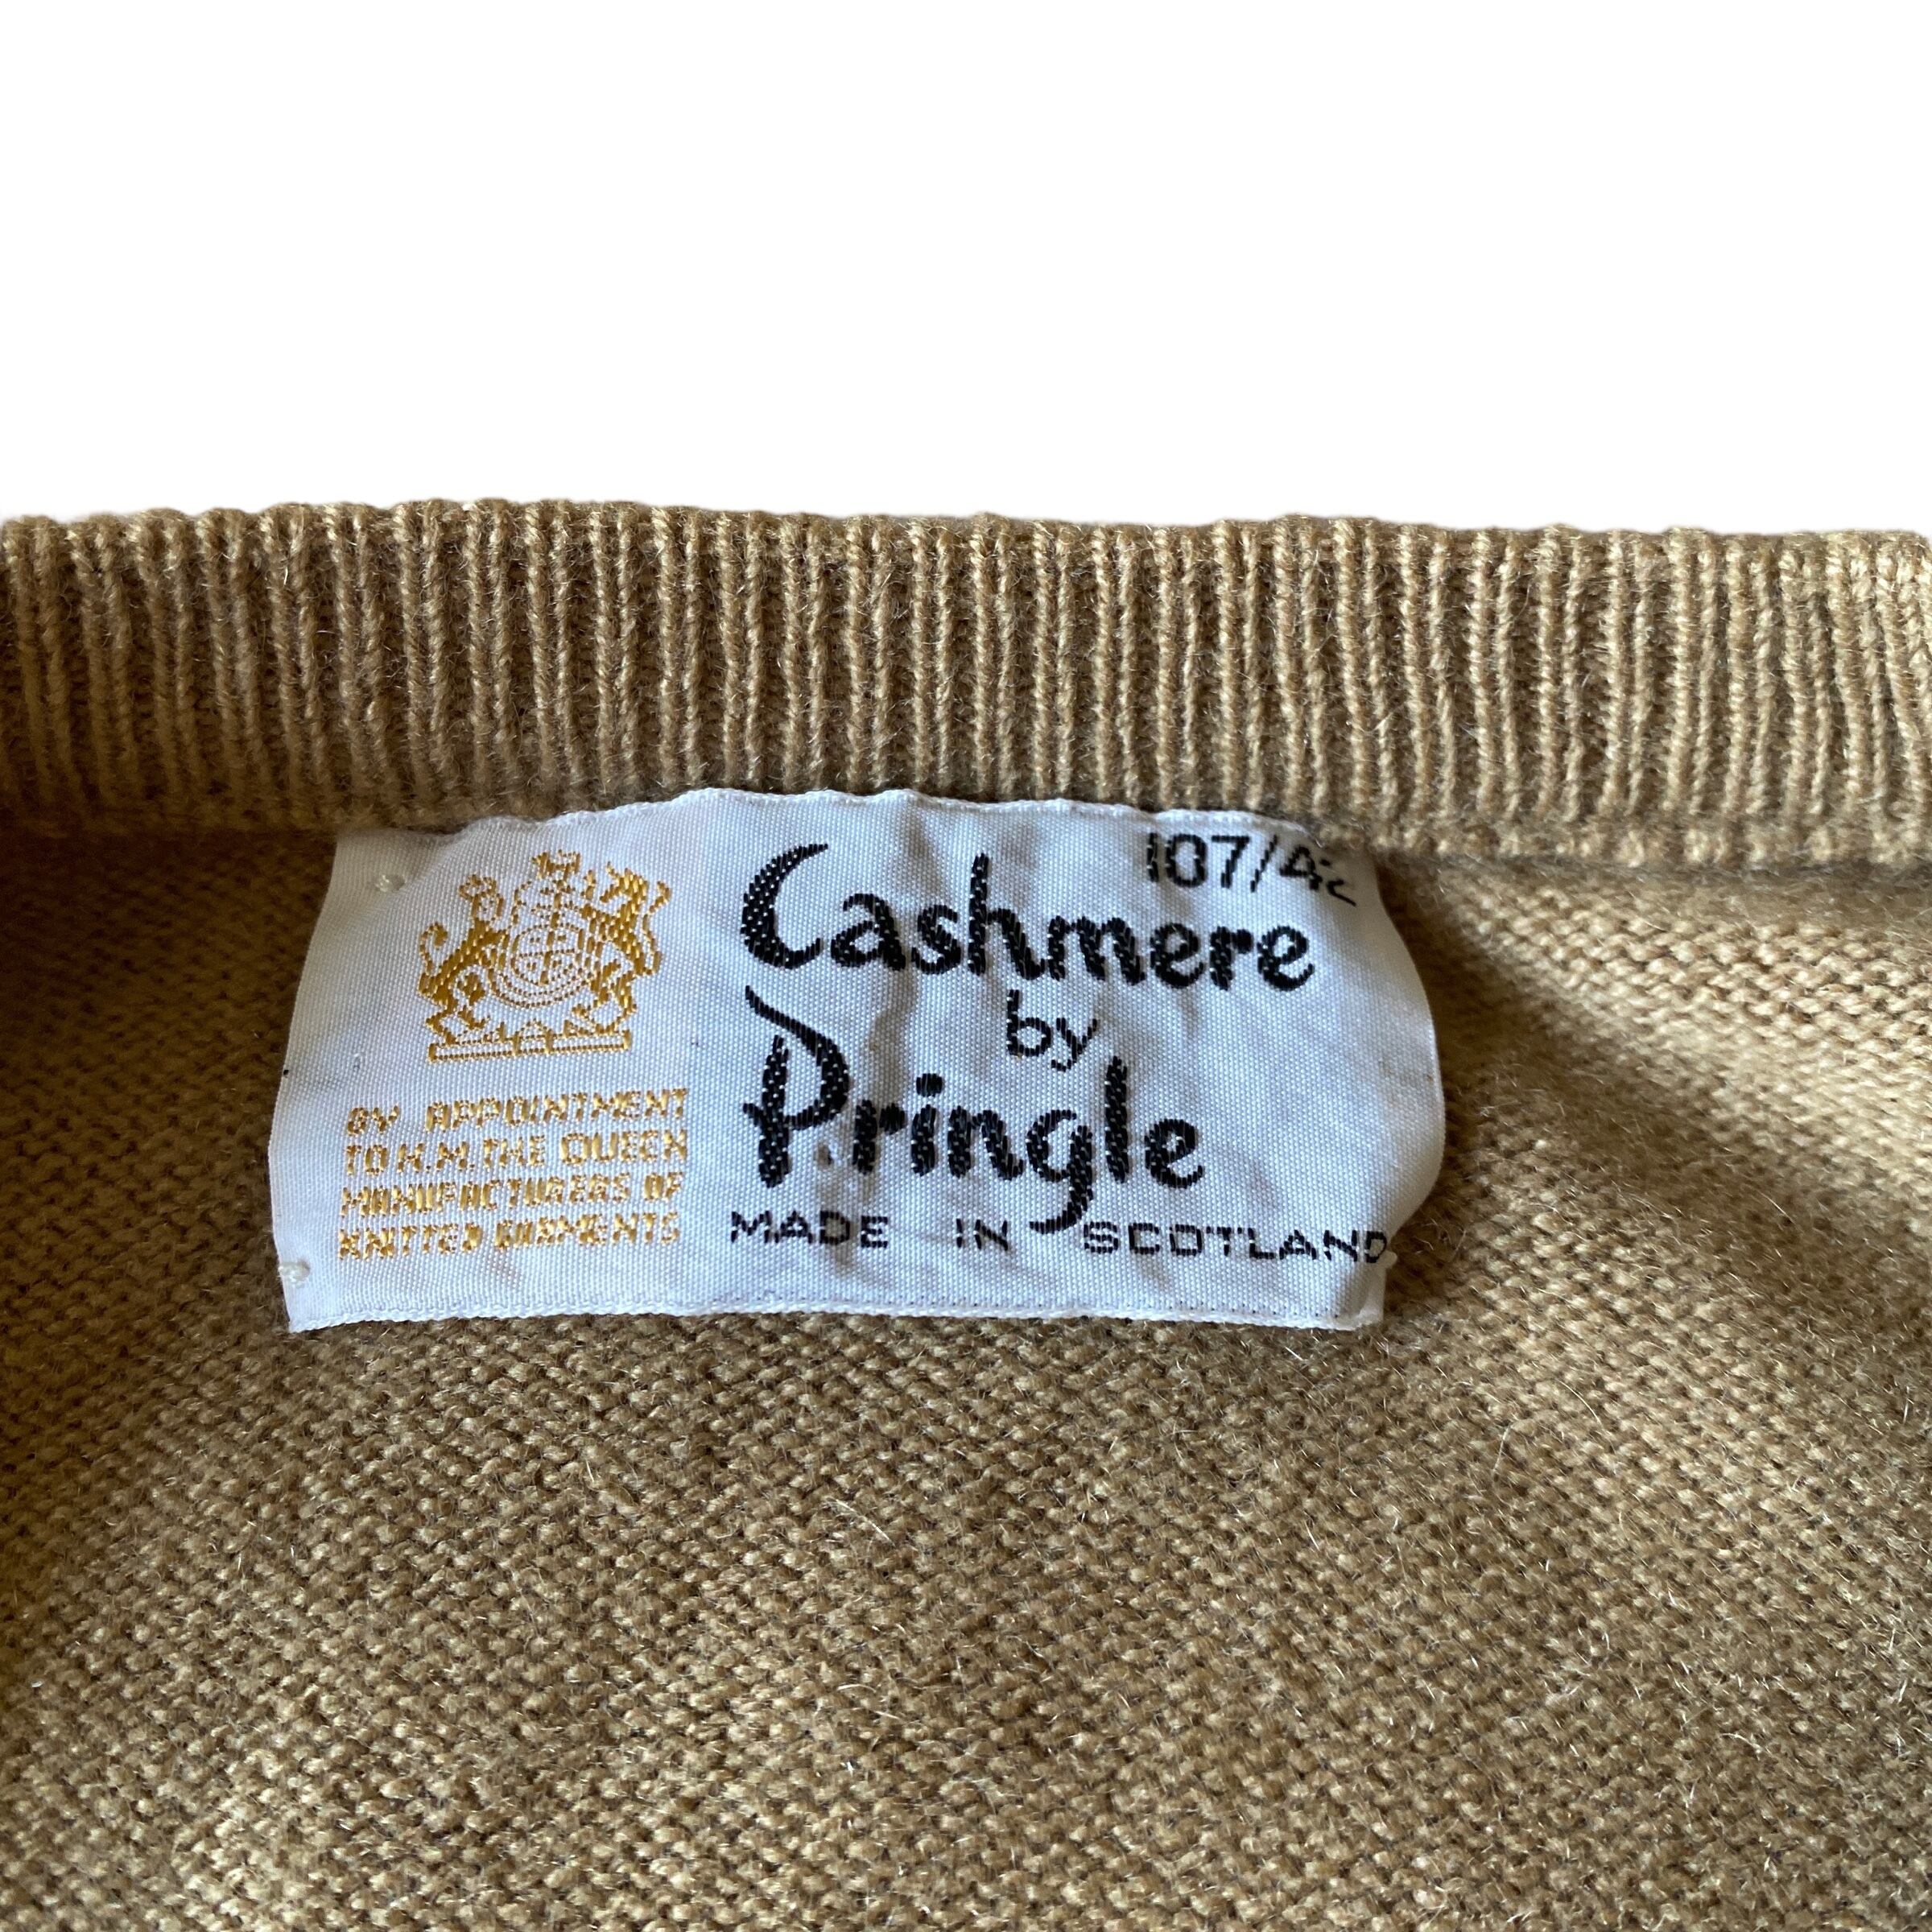 107/42
Cashmere
by
Pringle
MADE IN SCOTLAND
BY APPOINTMENT
TO H.M. THE QUEEN
MANUFACTURERS OF
KNITTED GARMENTS